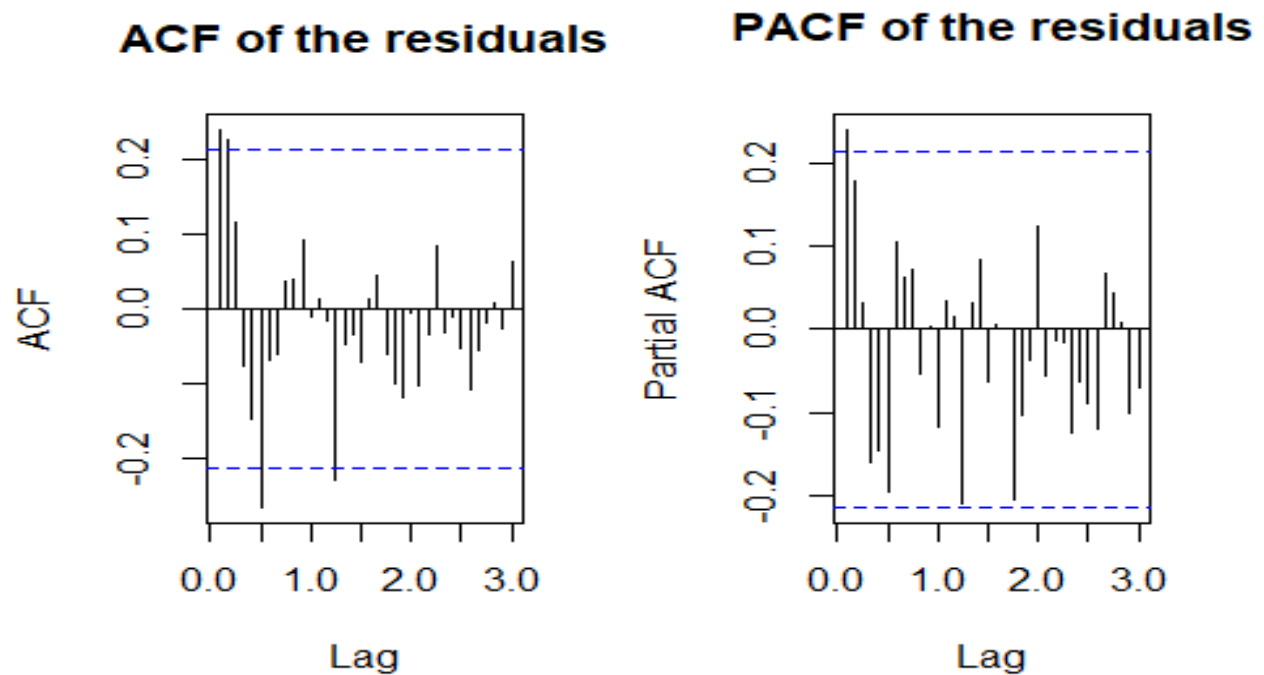 ACF of the residuals
ACF
0.2
0.1
0.0
-0.2
0.0 1.0 2.0 3.0
Lag
PACF of the residuals
Partial ACF
0.2
0.1
0.0
-0.1
-0.2
0.0 1.0 2.0 3.0
Lag